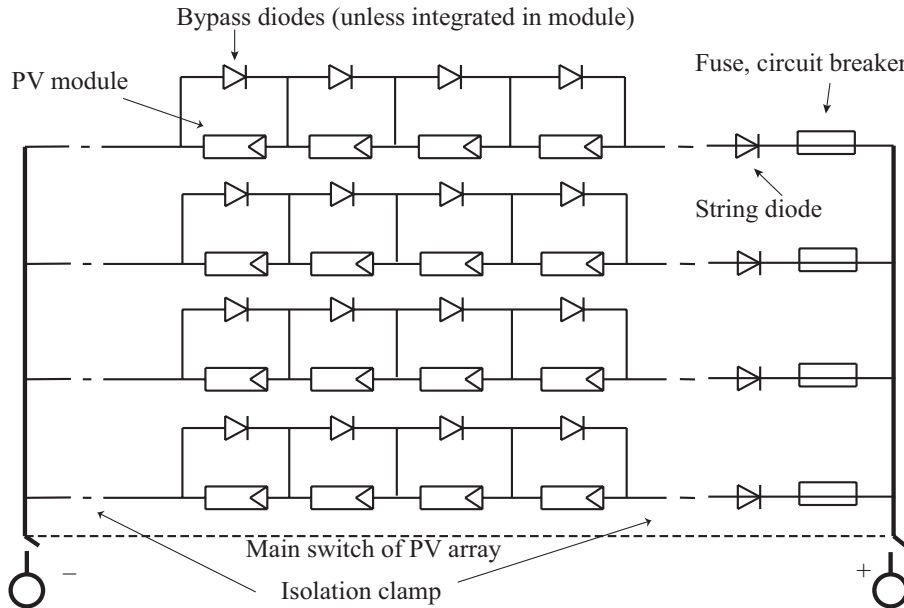 Bypass diodes (unless integrated in module)
PV module
Fuse, circuit breaker
String diode
Main switch of PV array
– +
Isolation clamp